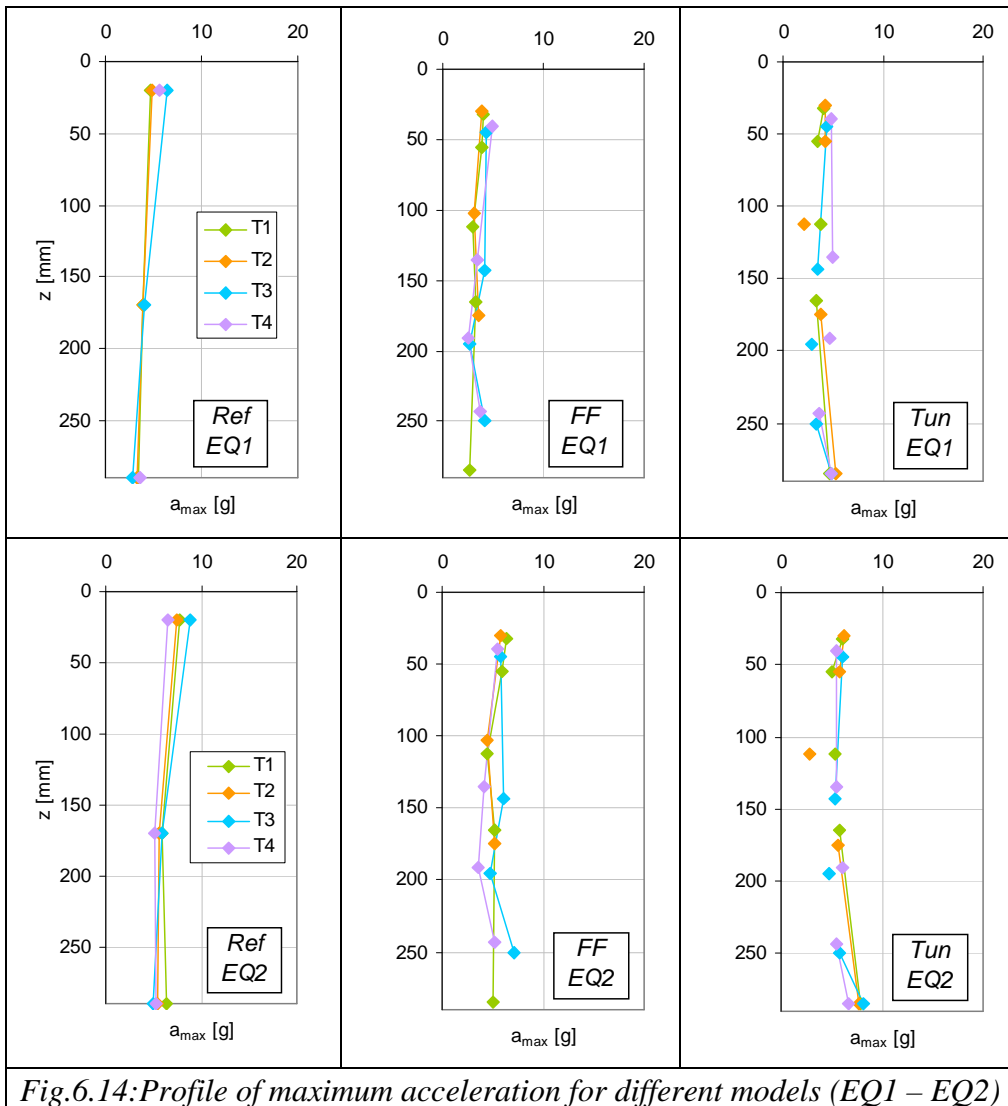 0 10 20
0
50
100
150
200
250
z [mm]
T1
T2
T3
T4
Ref
EQ1
a_max [g]
0 10 20
0
50
100
150
200
250
FF
EQ1
a_max [g]
0 10 20
0
50
100
150
200
250
Tun
EQ1
a_max [g]
0 10 20
0
50
100
150
200
250
z [mm]
T1
T2
T3
T4
Ref
EQ2
a_max [g]
0 10 20
0
50
100
150
200
250
FF
EQ2
a_max [g]
0 10 20
0
50
100
150
200
250
Tun
EQ2
a_max [g]
Fig.6.14:Profile of maximum acceleration for different models (EQ1 – EQ2)